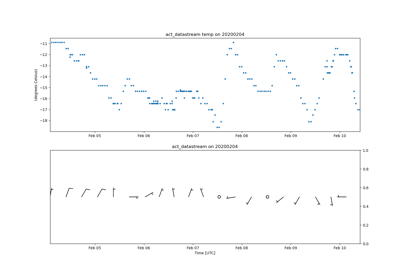 act_datastream temp on 20200204
(degrees Celsius)
−11
−12
−13
−14
−15
−16
−17
−18
Feb 05
Feb 06
Feb 07
Feb 08
Feb 09
Feb 10
act_datastream on 20200204
1.0
0.8
0.6
0.4
0.2
0.0
Feb 05
Feb 06
Feb 07
Feb 08
Feb 09
Feb 10
Time [UTC]